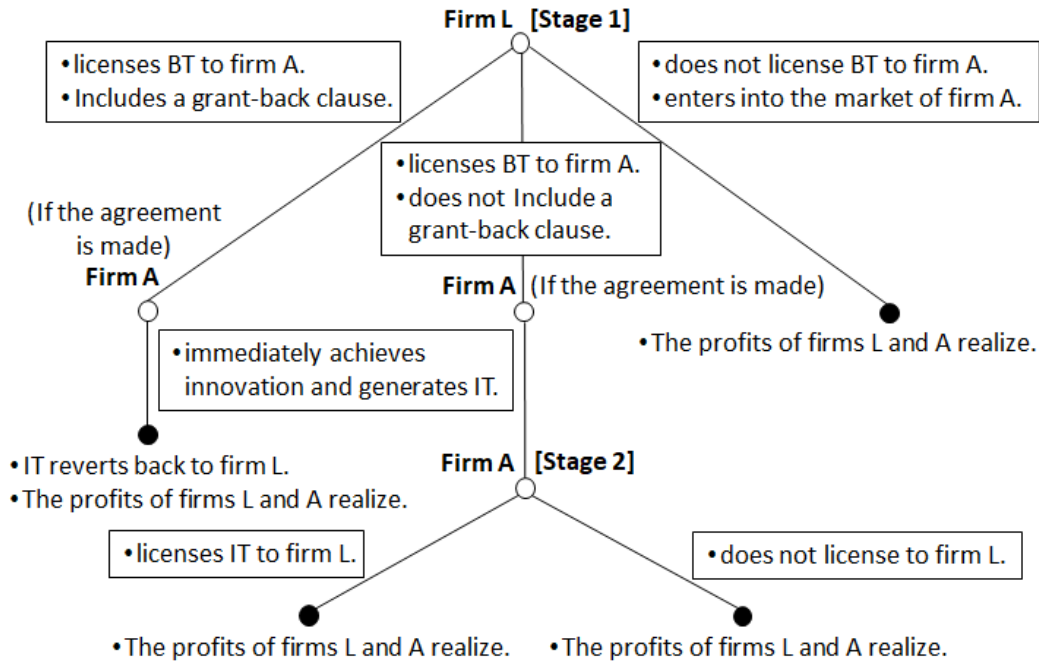 Firm L [Stage 1]
• licenses BT to firm A.
• Includes a grant-back clause.
• does not license BT to firm A.
• enters into the market of firm A.
• licenses BT to firm A.
• does not Include a
grant-back clause.
(If the agreement
is made)
Firm A
Firm A (If the agreement is made)
• The profits of firms L and A realize.
• immediately achieves
innovation and generates IT.
• IT reverts back to firm L.
• The profits of firms L and A realize.
Firm A [Stage 2]
• licenses IT to firm L.
• does not license to firm L.
• The profits of firms L and A realize.
• The profits of firms L and A realize.